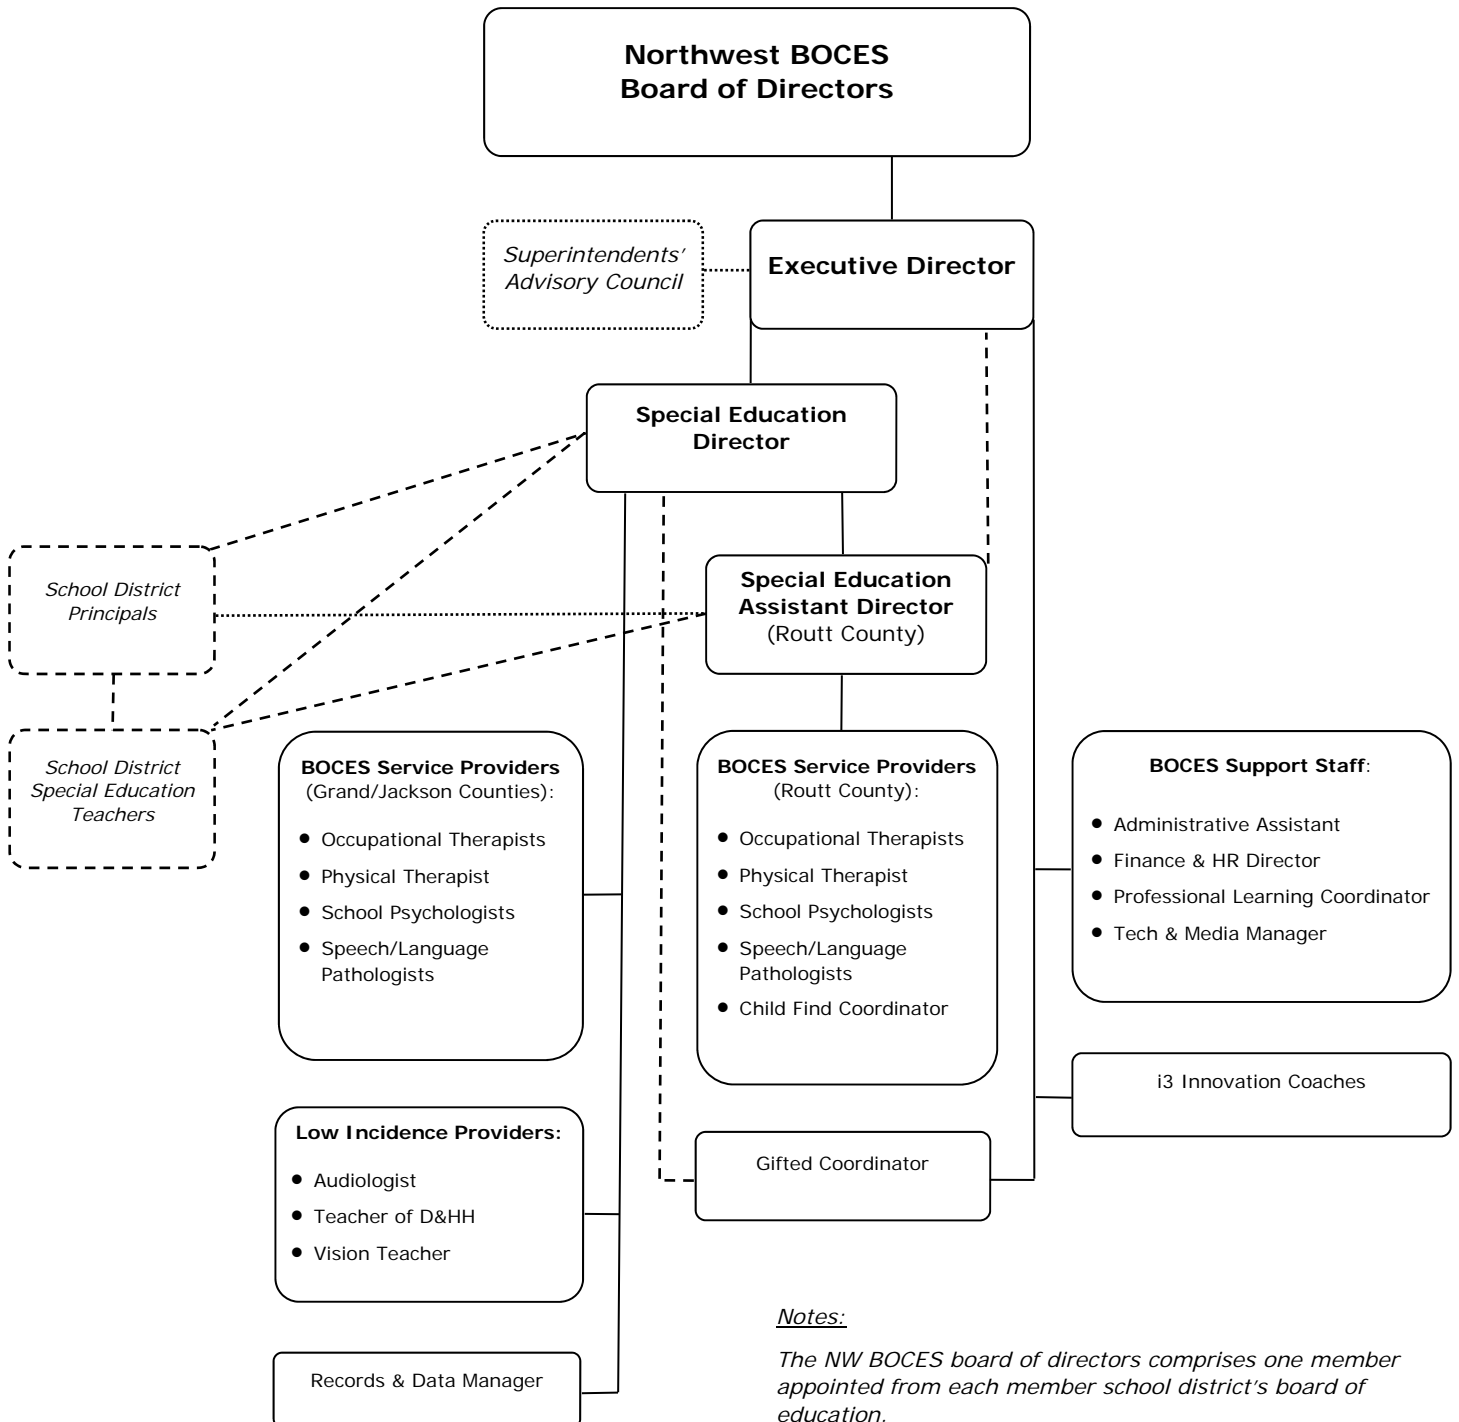 Northwest BOCES
Board of Directors
Superintendents’
Advisory Council
Executive Director
Special Education
Director
School District
Principals
Special Education
Assistant Director
(Routt County)
School District
Special Education
Teachers
BOCES Service Providers
(Grand/Jackson Counties):
● Occupational Therapists
● Physical Therapist
● School Psychologists
● Speech/Language
Pathologists
BOCES Service Providers
(Routt County):
● Occupational Therapists
● Physical Therapist
● School Psychologists
● Speech/Language
Pathologists
● Child Find Coordinator
BOCES Support Staff:
● Administrative Assistant
● Finance & HR Director
● Professional Learning Coordinator
● Tech & Media Manager
i3 Innovation Coaches
Low Incidence Providers:
● Audiologist
● Teacher of D&HH
● Vision Teacher
Gifted Coordinator
Records & Data Manager
Notes:
The NW BOCES board of directors comprises one member
appointed from each member school district’s board of
education.